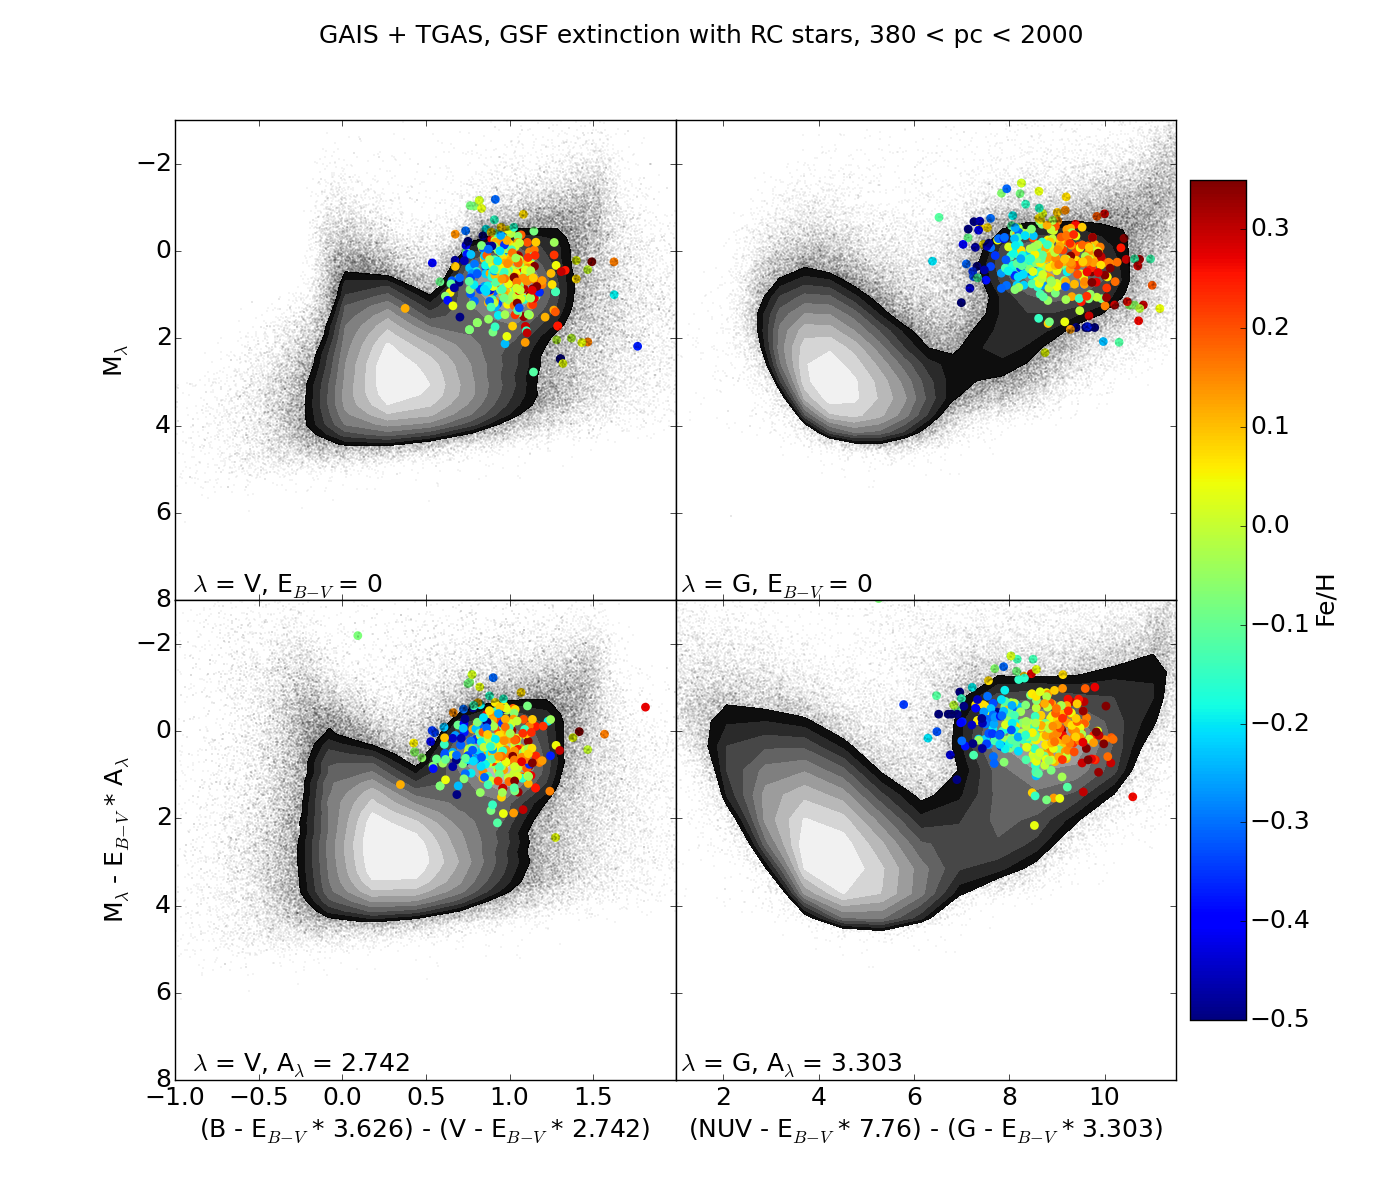 GAIS + TGAS, GSF extinction with RC stars, 380 < pc < 2000
−2
0
2
4
6
8
M_λ
λ = V, E_{B−V} = 0
λ = G, E_{B−V} = 0
−2
0
2
4
6
8
M_λ - E_{B−V} * A_λ
λ = V, A_λ = 2.742
λ = G, A_λ = 3.303
−1.0 −0.5 0.0 0.5 1.0 1.5
2 4 6 8 10
(B - E_{B−V} * 3.626) - (V - E_{B−V} * 2.742)
(NUV - E_{B−V} * 7.76) - (G - E_{B−V} * 3.303)
0.3
0.2
0.1
0.0
−0.1
−0.2
−0.3
−0.4
−0.5
Fe/H